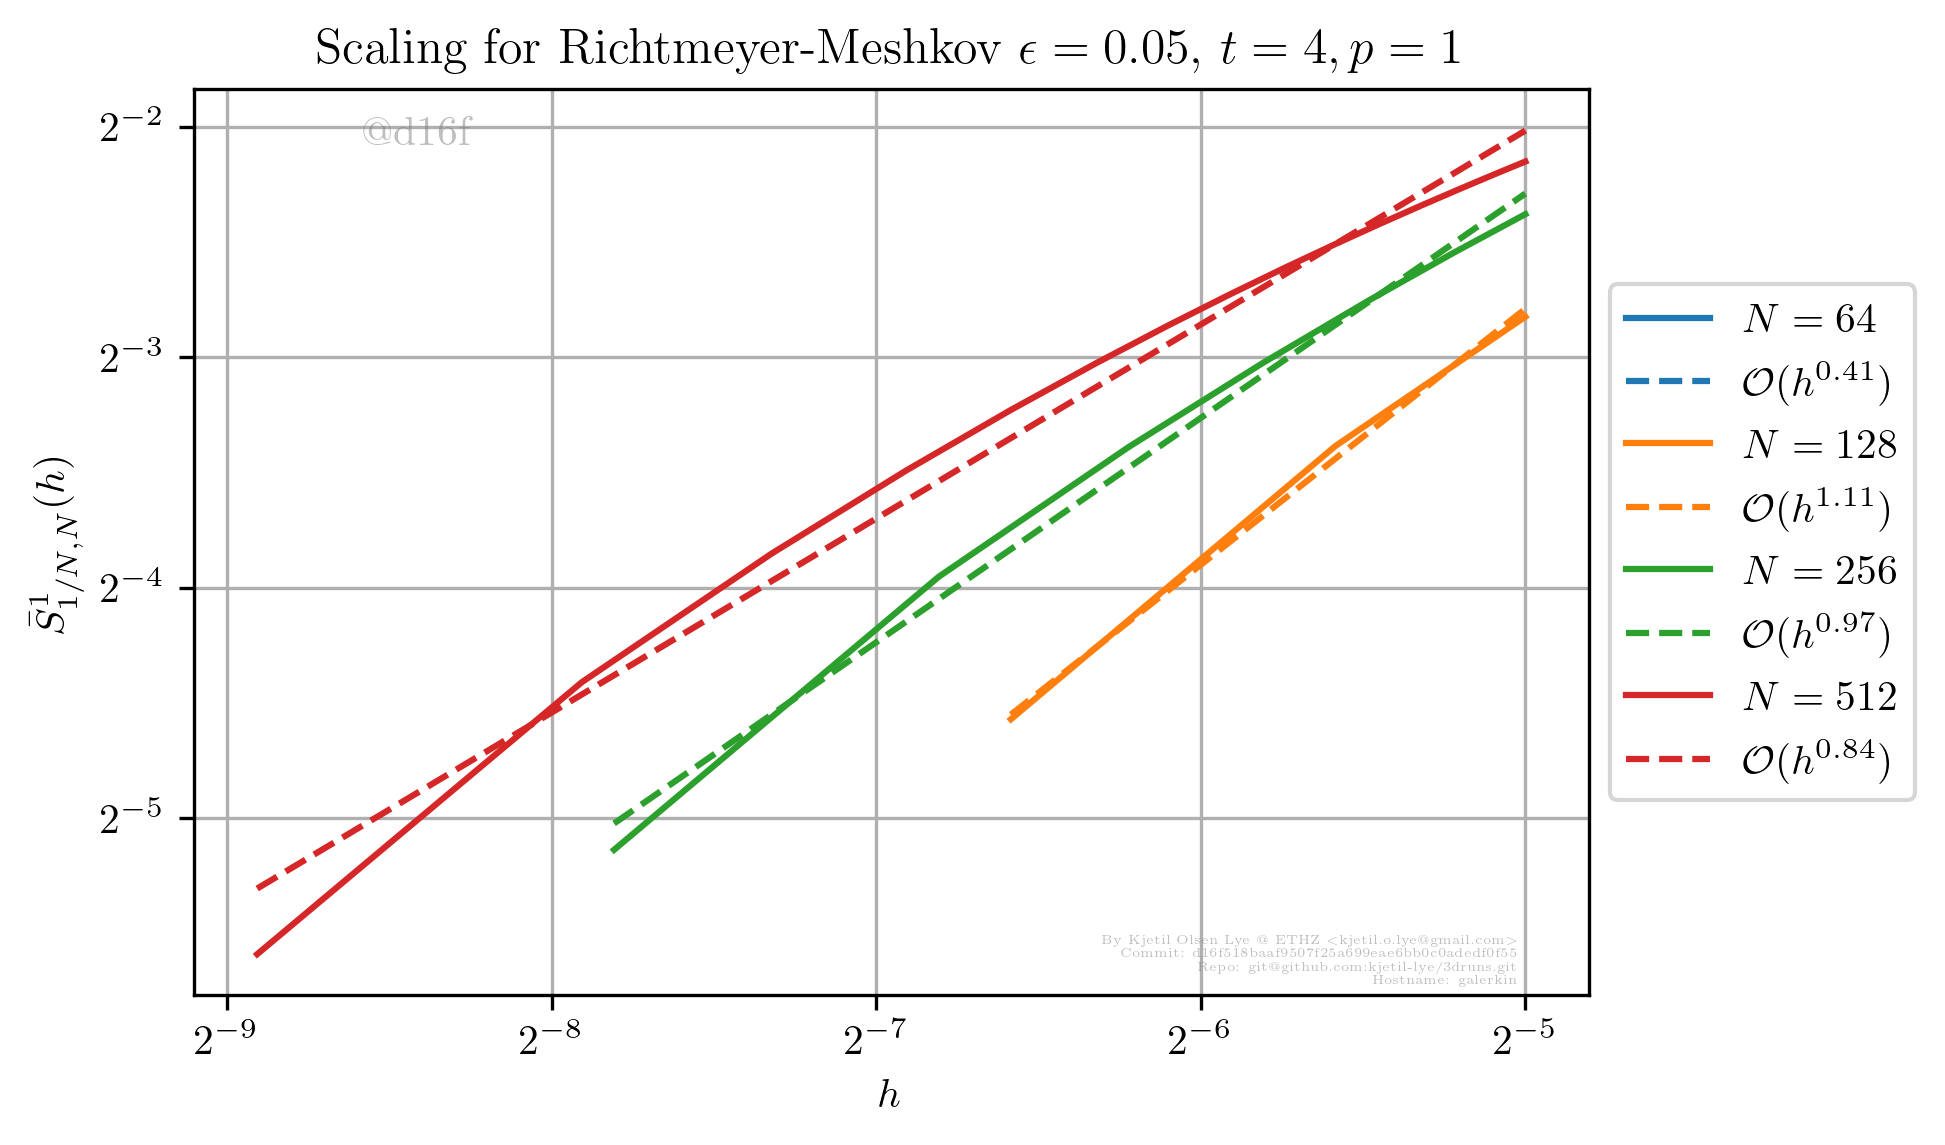 Scaling for Richtmeyer-Meshkov ϵ = 0.05, t = 4, p = 1
@d16f
2⁻²
2⁻³
2⁻⁴
2⁻⁵
S̄¹₁/N,N(h)
2⁻⁹ 2⁻⁸ 2⁻⁷ 2⁻⁶ 2⁻⁵
h
N = 64
𝒪(h^0.41)
N = 128
𝒪(h^1.11)
N = 256
𝒪(h^0.97)
N = 512
𝒪(h^0.84)
By Kjetil Olsen Lye @ ETHZ <kjetil.o.lye@gmail.com>
Commit: d16f518baaf9507f25a699eae6bb0c0adedf0f55
Repo: git@github.com:kjetil-lye/3druns.git
Hostname: galerkin